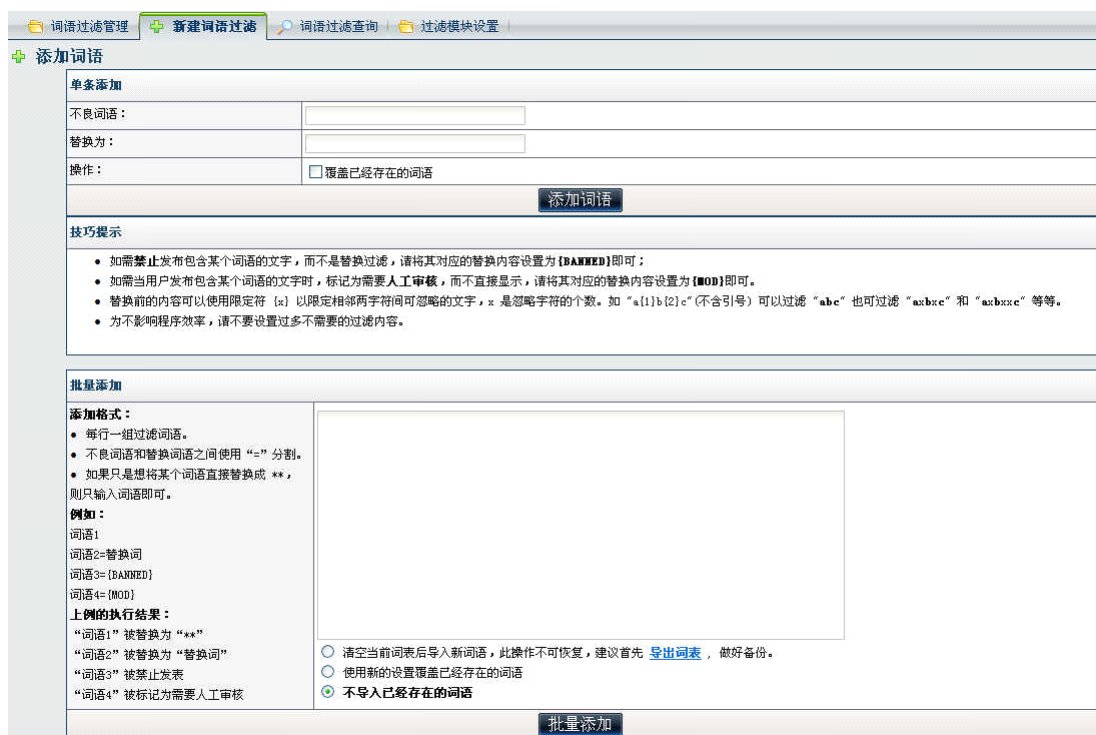 词语过滤管理 新建词语过滤 词语过滤查询 过滤模块设置
添加词语
单条添加
不良词语：
替换为：
操作： 覆盖已经存在的词语
添加词语
技巧提示
• 如需禁止发布包含某个词语的文字，而不是替换过滤，请将其对应的替换内容设置为{BANNED}即可；
• 如需当用户发布包含某个词语的文字时，标记为需要人工审核，而不直接显示，请将其对应的替换内容设置为{MOD}即可。
• 替换前的内容可以使用限定符 {x} 以限定相邻两字符间可忽略的文字，x 是忽略字符的个数。如 "a{1}b{2}c"(不含引号) 可以过滤 "abc" 也可过滤 "axbxc" 和 "axbxxc" 等等。
• 为不影响程序效率，请不要设置过多不需要的过滤内容。
批量添加
添加格式：
• 每行一组过滤词语。
• 不良词语和替换词语之间使用“=”分割。
• 如果只是想将某个词语直接替换成 **，
则只输入词语即可。
例如：
词语1
词语2=替换词
词语3={BANNED}
词语4={MOD}
上例的执行结果：
“词语1”被替换为“**”
“词语2”被替换为“替换词”
“词语3”被禁止发表
“词语4”被标记为需要人工审核
清空当前词表后导入新词语，此操作不可恢复，建议首先 导出词表 ，做好备份。
使用新的设置覆盖已经存在的词语
不导入已经存在的词语
批量添加